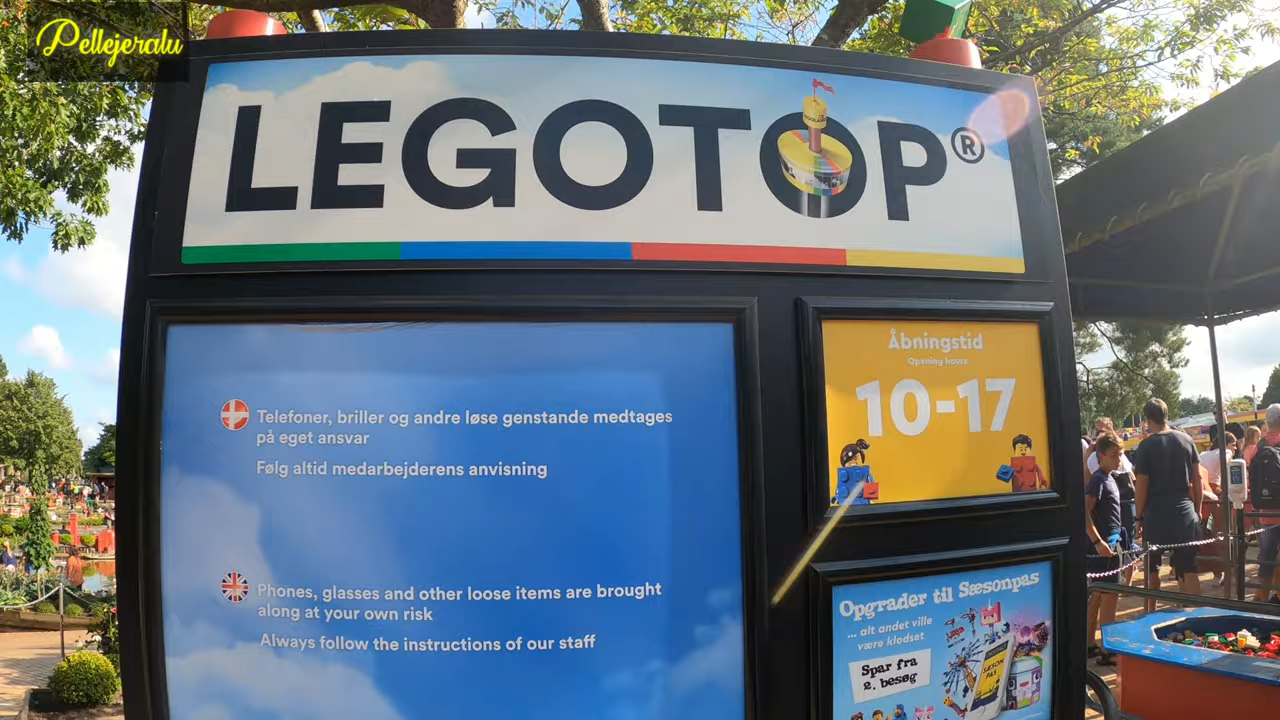 Pellejeralu
LEGOTOP®
Telefoner, briller og andre løse genstande medtages
på eget ansvar
Følg altid medarbejderens anvisning
Phones, glasses and other loose items are brought
along at your own risk
Always follow the instructions of our staff
Åbningstid
Opening hours
10-17
Opgrader til Sæsonpas
... alt andet ville
være klodset
Spar fra
2. besøg
SÆSON
PAS